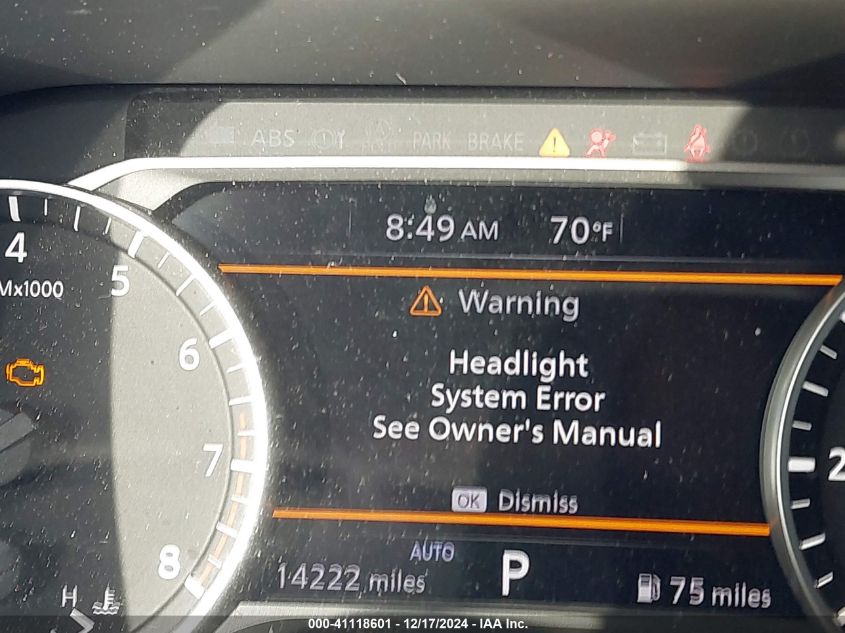 ABS PARK BRAKE
8:49 AM 70°F
4
5
Mx1000
6
7
8
Warning
Headlight
System Error
See Owner's Manual
OK Dismiss
AUTO
14222 miles P 75 miles
H
2
000-41118601 - 12/17/2024 - IAA Inc.